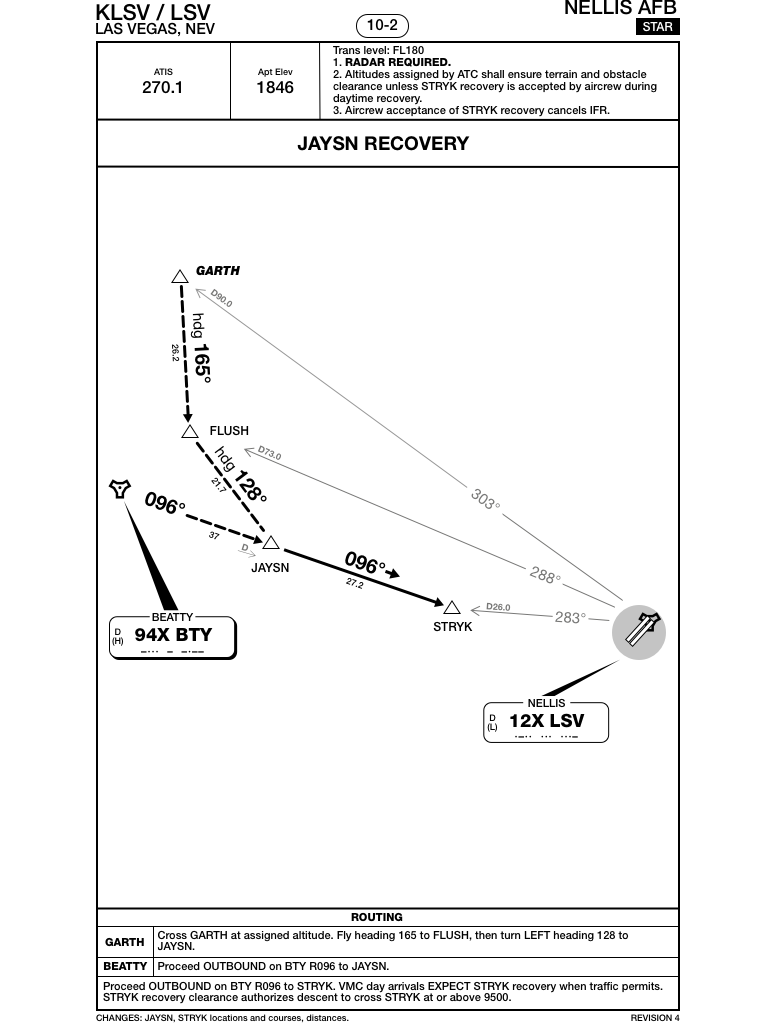 KLSV / LSV
LAS VEGAS, NEV
10-2
NELLIS AFB
STAR
ATIS
270.1
Apt Elev
1846
Trans level: FL180
1. RADAR REQUIRED.
2. Altitudes assigned by ATC shall ensure terrain and obstacle
clearance unless STRYK recovery is accepted by aircrew during
daytime recovery.
3. Aircrew acceptance of STRYK recovery cancels IFR.
JAYSN RECOVERY
GARTH
D90.0
hdg 165°
26.2
FLUSH
D73.0
hdg 128°
21.7
303°
096°
37
D
JAYSN
096°
27.2
288°
STRYK
D26.0
283°
BEATTY
D
(H)
94X BTY
NELLIS
D
(L)
12X LSV
ROUTING
GARTH
Cross GARTH at assigned altitude. Fly heading 165 to FLUSH, then turn LEFT heading 128 to
JAYSN.
BEATTY
Proceed OUTBOUND on BTY R096 to JAYSN.
Proceed OUTBOUND on BTY R096 to STRYK. VMC day arrivals EXPECT STRYK recovery when traffic permits.
STRYK recovery clearance authorizes descent to cross STRYK at or above 9500.
CHANGES: JAYSN, STRYK locations and courses, distances.
REVISION 4